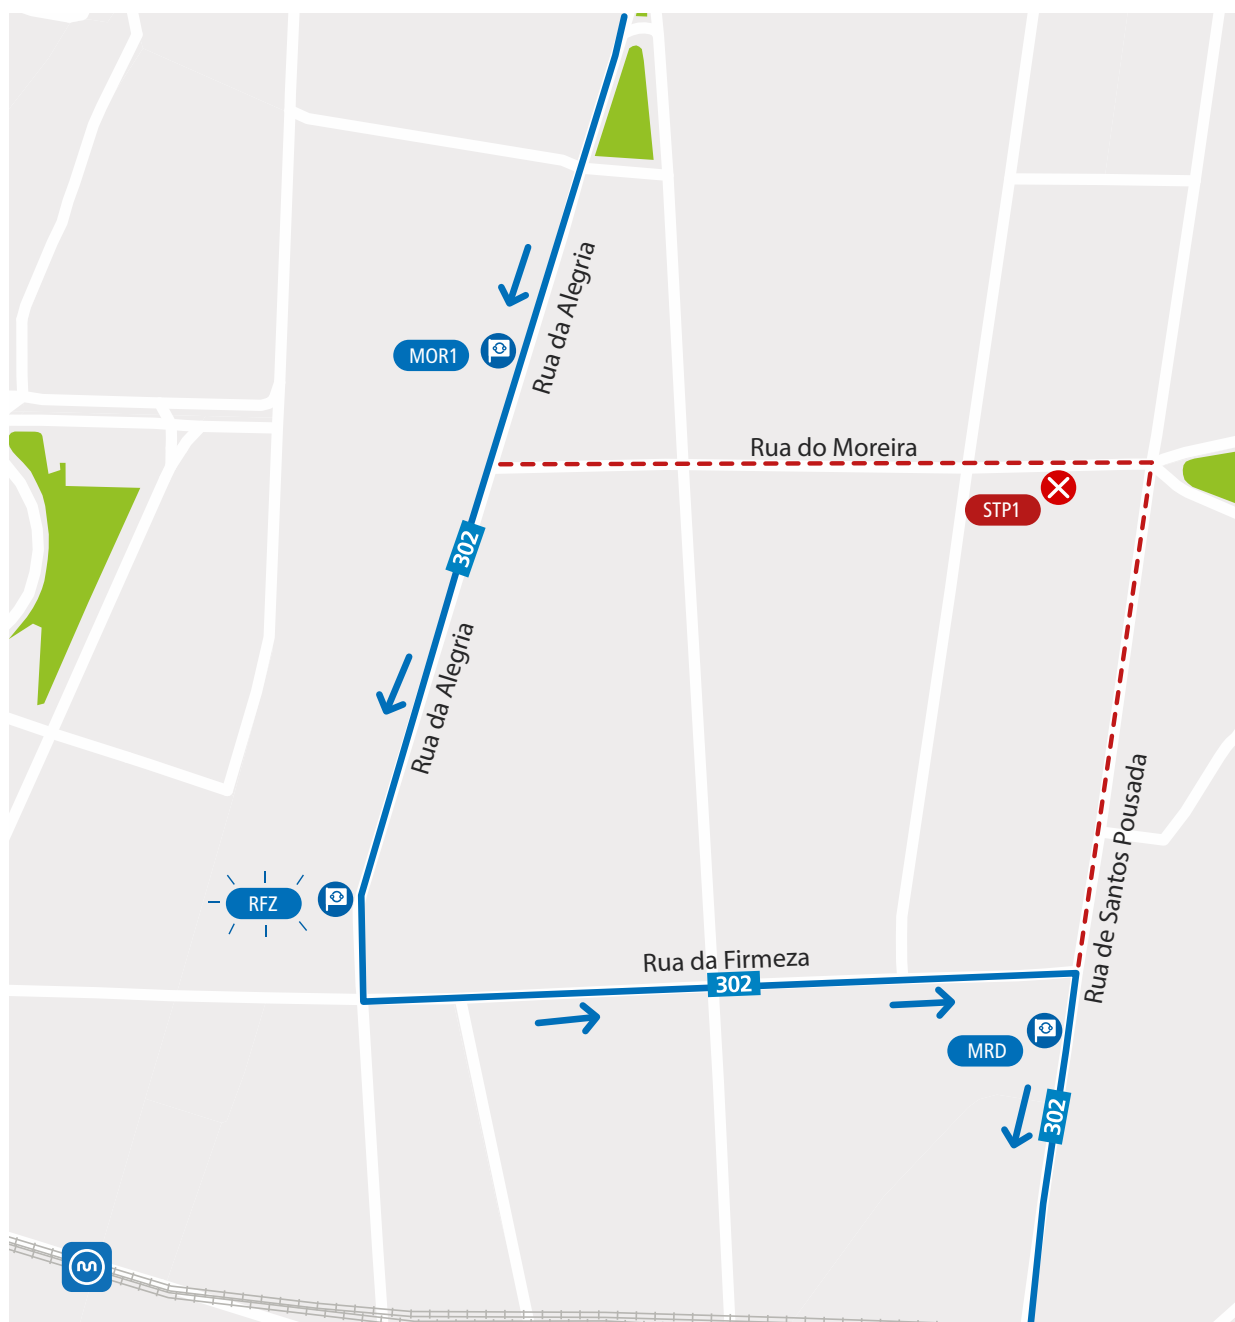 Rua da Alegria
MOR1
Rua do Moreira
STP1
302
Rua da Alegria
Rua de Santos Pousada
RFZ
Rua da Firmeza
302
MRD
302